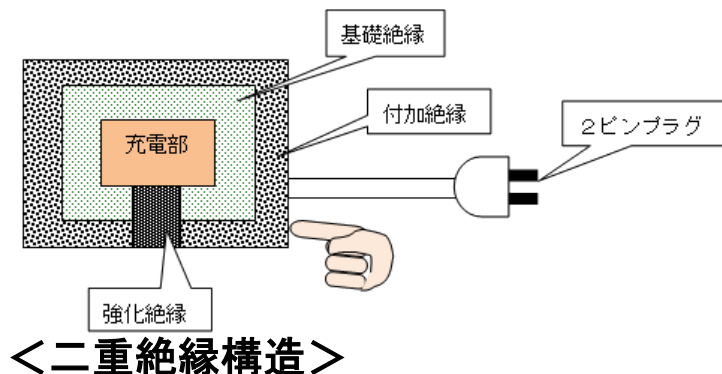 基礎絶縁
付加絶縁
充電部
2ピンプラグ
強化絶縁
＜二重絶縁構造＞